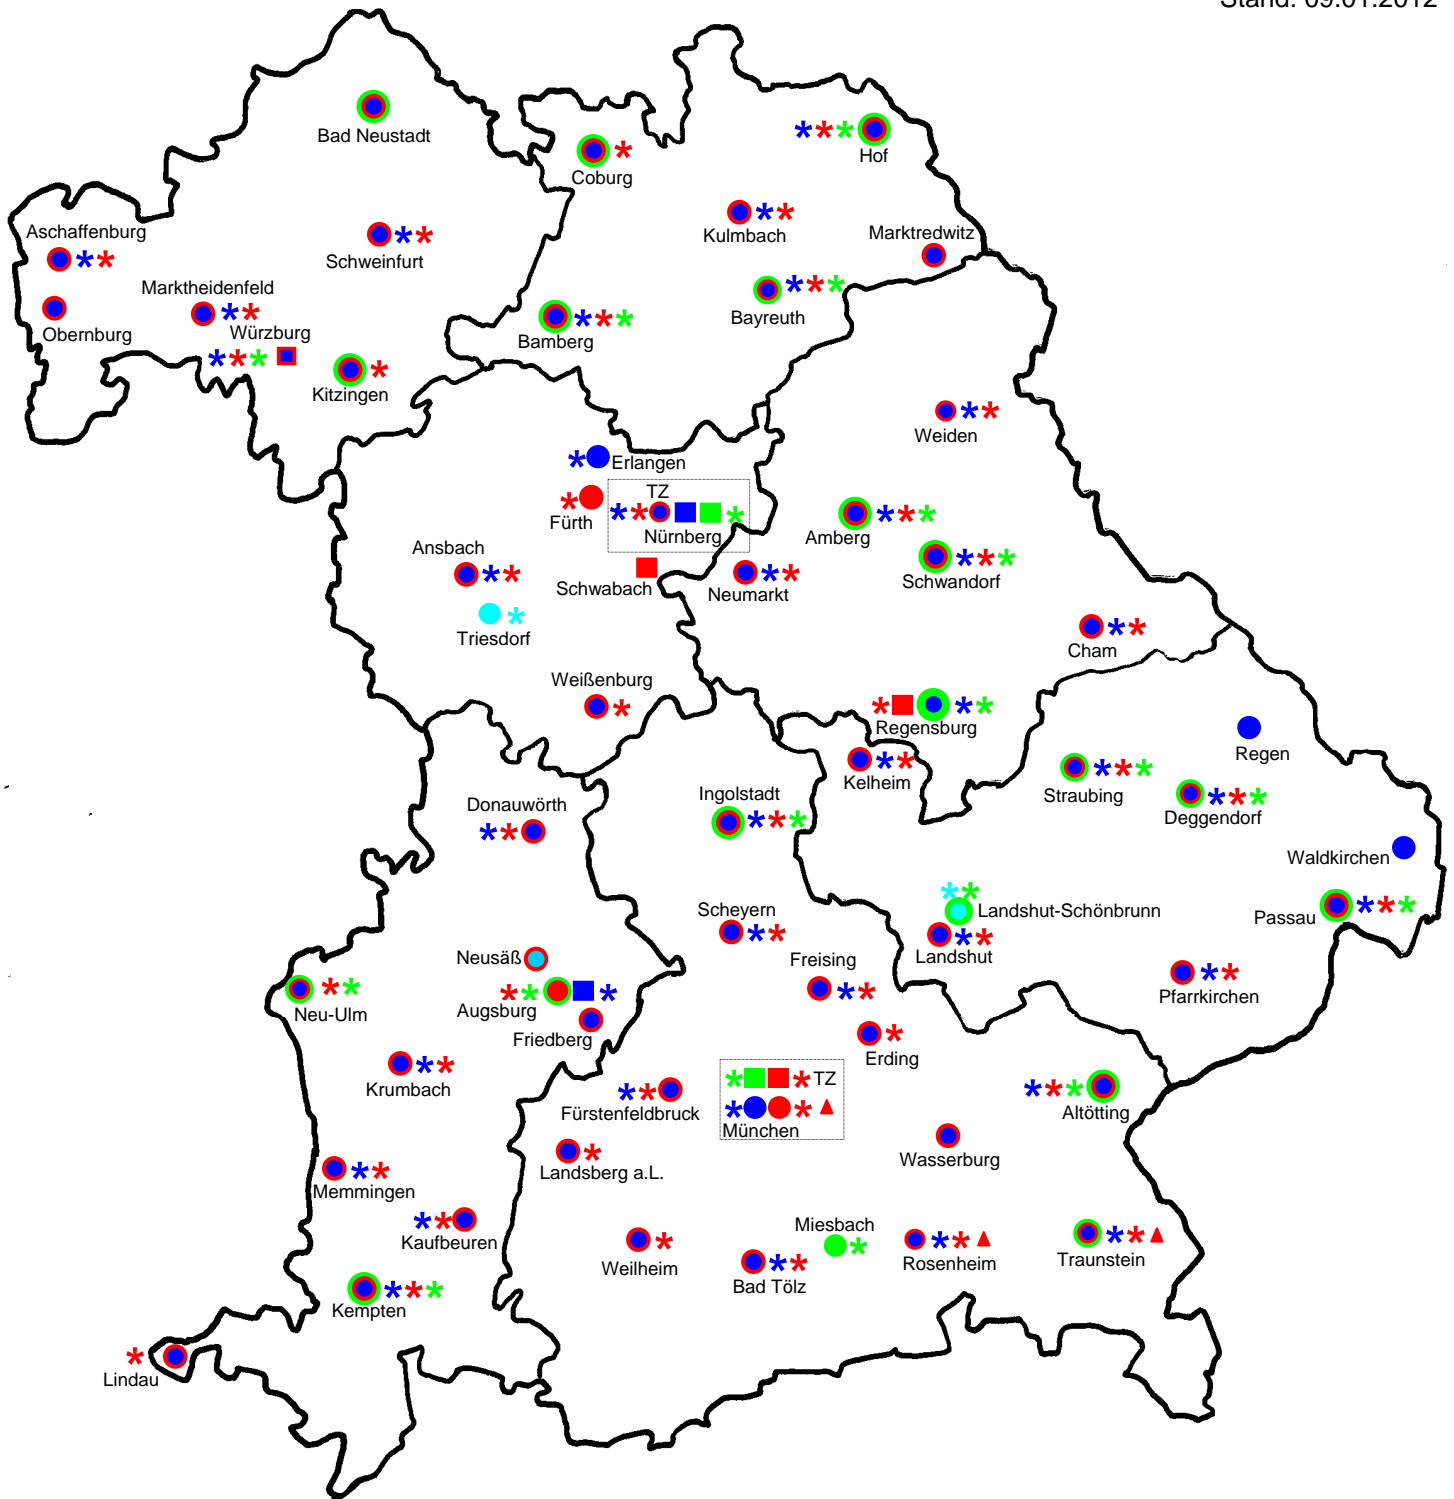 Stand: 09.01.2012
Bad Neustadt
Coburg
Hof
Aschaffenburg
Schweinfurt
Kulmbach
Marktredwitz
Marktheidenfeld
Obernburg
Würzburg
Bayreuth
Bamberg
Kitzingen
Weiden
Erlangen
TZ
Fürth
Nürnberg
Amberg
Ansbach
Schwabach
Neumarkt
Schwandorf
Triesdorf
Cham
Weißenburg
Regensburg
Regen
Kelheim
Straubing
Deggendorf
Ingolstadt
Donauwörth
Waldkirchen
Scheyern
Landshut-Schönbrunn
Passau
Landshut
Neusäß
Freising
Pfarrkirchen
Neu-Ulm
Augsburg
Friedberg
Erding
Krumbach
TZ
Fürstenfeldbruck
München
Altötting
Wasserburg
Landsberg a.L.
Memmingen
Kaufbeuren
Miesbach
Weilheim
Bad Tölz
Rosenheim
Traunstein
Kempten
Lindau